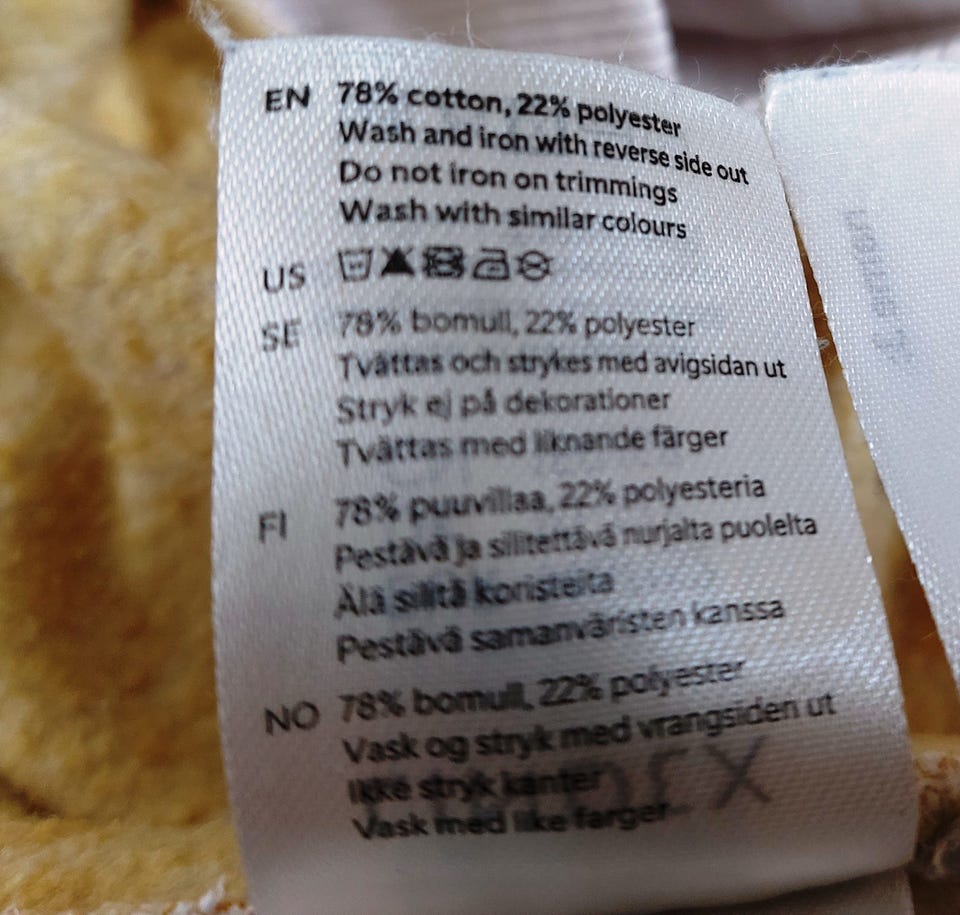 EN 78% cotton, 22% polyester
Wash and iron with reverse side out
Do not iron on trimmings
Wash with similar colours
US
SE 78% bomull, 22% polyester
Tvättas och strykes med avigsidan ut
Stryk ej på dekorationer
Tvättas med liknande färger
FI 78% puuvillaa, 22% polyesteria
Pestävä ja silitettävä nurjalta puolelta
Älä silitä koristeita
Pestävä samanväristen kanssa
NO 78% bomull, 22% polyester
Vask og stryk med vrangsiden ut
Ikke stryk kanter
Vask med like farger